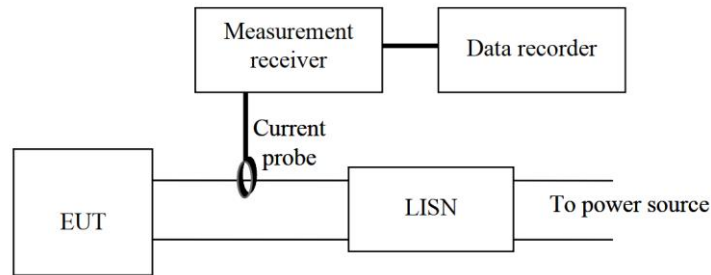 Measurement
receiver
Data recorder
Current
probe
EUT
LISN
To power source